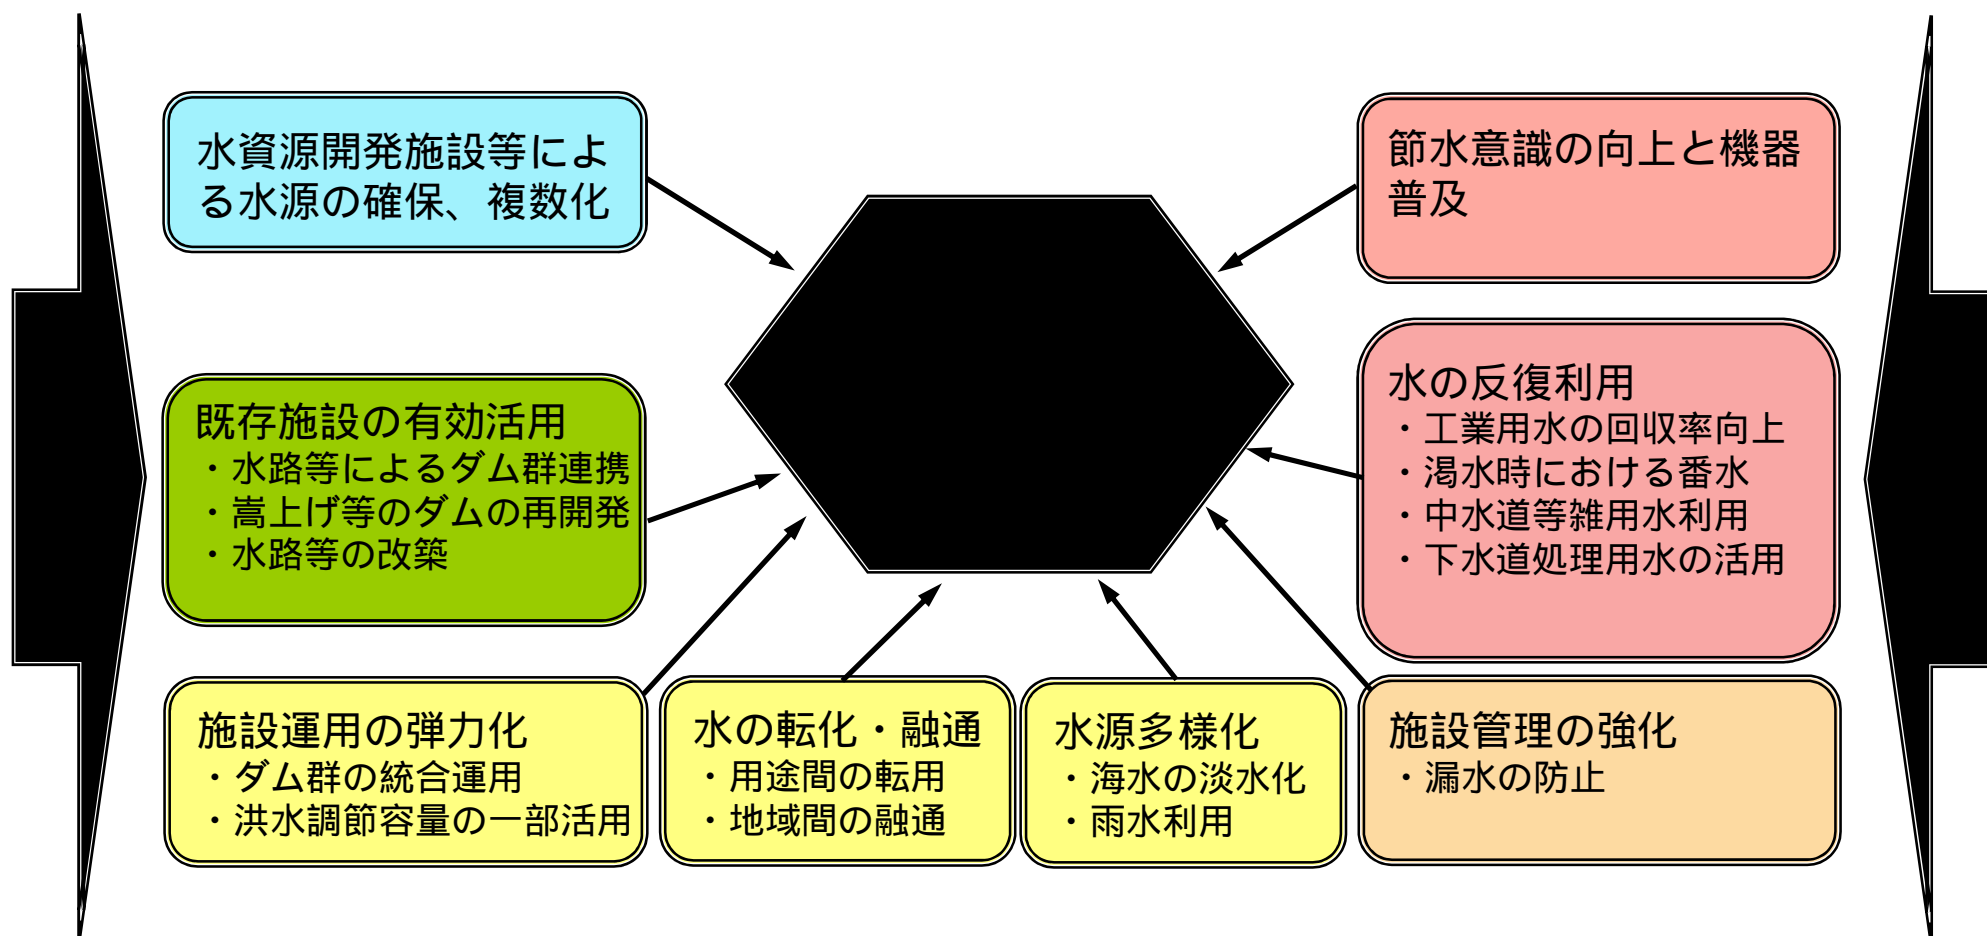 水資源開発施設等によ
る水源の確保、複数化
節水意識の向上と機器
普及
既存施設の有効活用
・水路等によるダム群連携
・嵩上げ等のダムの再開発
・水路等の改築
水の反復利用
・工業用水の回収率向上
・渇水時における番水
・中水道等雑用水利用
・下水道処理用水の活用
施設運用の弾力化
・ダム群の統合運用
・洪水調節容量の一部活用
水の転化・融通
・用途間の転用
・地域間の融通
水源多様化
・海水の淡水化
・雨水利用
施設管理の強化
・漏水の防止